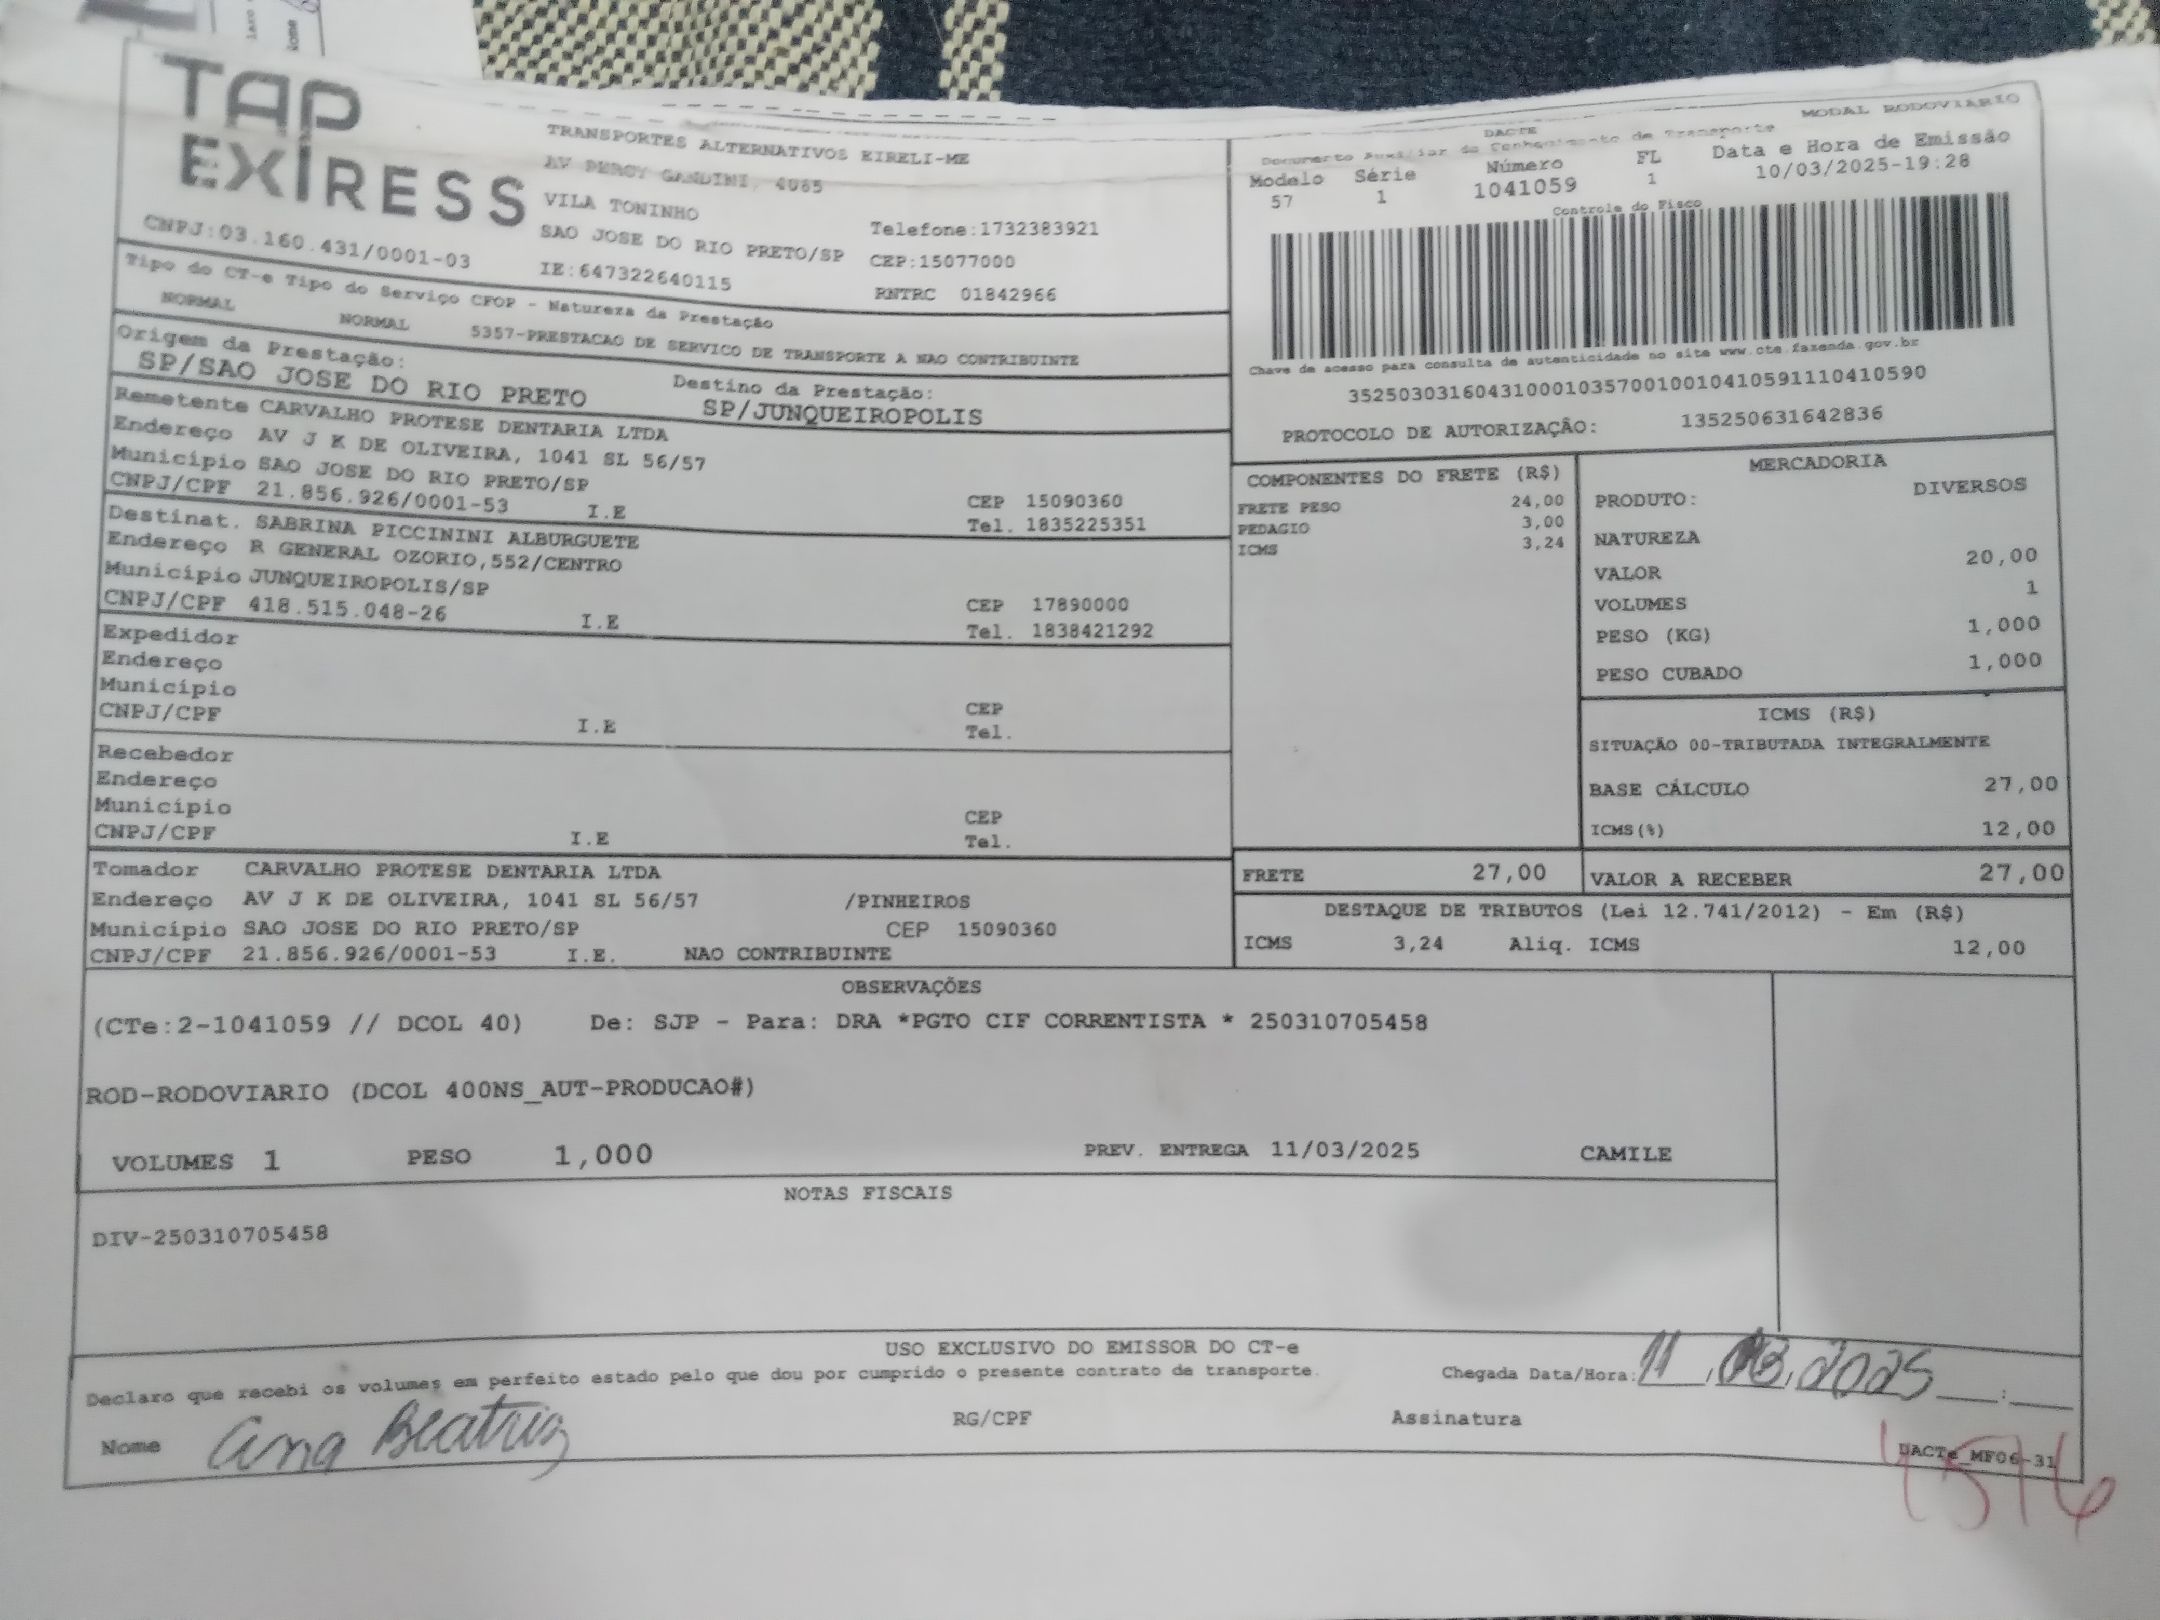 TAP
EXPRESS
TRANSPORTES ALTERNATIVOS EIRELI-ME
AV PERCY GANDINI, 4085
VILA TONINHO
SAO JOSE DO RIO PRETO/SP
IE:647322640115
Telefone:1732383921
CEP:15077000
RNTRC 01842966
CNPJ:03.160.431/0001-03
Tipo do CT-e Tipo do Serviço CFOP - Natureza da Prestação
NORMAL NORMAL 5357-PRESTACAO DE SERVICO DE TRANSPORTE A NAO CONTRIBUINTE
Origem da Prestação: Destino da Prestação:
SP/SAO JOSE DO RIO PRETO SP/JUNQUEIROPOLIS
Remetente CARVALHO PROTESE DENTARIA LTDA
Endereço AV J K DE OLIVEIRA, 1041 SL 56/57
Município SAO JOSE DO RIO PRETO/SP CEP 15090360
CNPJ/CPF 21.856.926/0001-53 I.E Tel. 1835225351
Destinat. SABRINA PICCININI ALBURGUETE
Endereço R GENERAL OZORIO,552/CENTRO
Município JUNQUEIROPOLIS/SP CEP 17890000
CNPJ/CPF 418.515.048-26 I.E Tel. 1838421292
Expedidor
Endereço
Município CEP
CNPJ/CPF I.E Tel.
Recebedor
Endereço
Município CEP
CNPJ/CPF I.E Tel.
Tomador CARVALHO PROTESE DENTARIA LTDA
Endereço AV J K DE OLIVEIRA, 1041 SL 56/57 /PINHEIROS
Município SAO JOSE DO RIO PRETO/SP CEP 15090360
CNPJ/CPF 21.856.926/0001-53 I.E. NAO CONTRIBUINTE
DACTE MODAL RODOVIARIO
Documento Auxiliar do Conhecimento de Transporte
Modelo Série Número FL Data e Hora de Emissão
57 1 1041059 1 10/03/2025-19:28
Controle do Fisco
Chave de acesso para consulta de autenticidade no site www.cte.fazenda.gov.br
35250303160431000103570010010410591110410590
PROTOCOLO DE AUTORIZAÇÃO: 135250631642836
COMPONENTES DO FRETE (R$)
FRETE PESO 24,00
PEDAGIO 3,00
ICMS 3,24
MERCADORIA
PRODUTO: DIVERSOS
NATUREZA
VALOR 20,00
VOLUMES 1
PESO (KG) 1,000
PESO CUBADO 1,000
ICMS (R$)
SITUAÇÃO 00-TRIBUTADA INTEGRALMENTE
BASE CÁLCULO 27,00
ICMS(%) 12,00
FRETE 27,00 VALOR A RECEBER 27,00
DESTAQUE DE TRIBUTOS (Lei 12.741/2012) - Em (R$)
ICMS 3,24 Aliq. ICMS 12,00
OBSERVAÇÕES
(CTe:2-1041059 // DCOL 40) De: SJP - Para: DRA *PGTO CIF CORRENTISTA * 250310705458
ROD-RODOVIARIO (DCOL 400NS_AUT-PRODUCAO#)
VOLUMES 1 PESO 1,000 PREV. ENTREGA 11/03/2025 CAMILE
NOTAS FISCAIS
DIV-250310705458
USO EXCLUSIVO DO EMISSOR DO CT-e
Declaro que recebi os volumes em perfeito estado pelo que dou por cumprido o presente contrato de transporte. Chegada Data/Hora: 11/03/2025 __:__
Nome Ana Beatriz RG/CPF Assinatura
DACTe_MF06-31